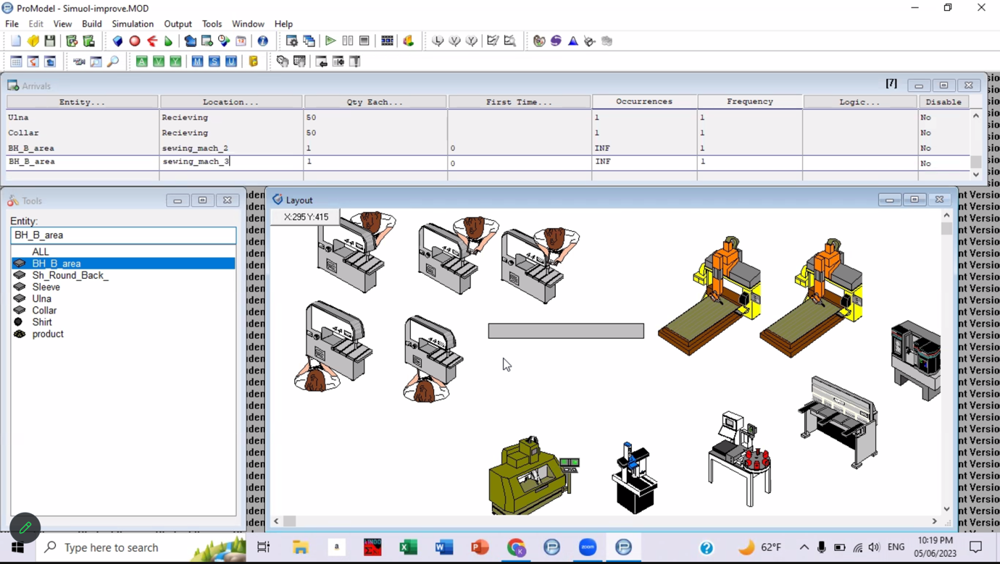 ProModel - Simuol-improve.MOD
File Edit View Build Simulation Output Tools Window Help
Arrivals [7]
Entity... Location... Qty Each... First Time... Occurrences Frequency Logic... Disable
Ulna Recieving 50 1 1 No
Collar Recieving 50 1 1 No
BH_B_area sewing_mach_2 1 0 INF 1 No
BH_B_area sewing_mach_3 1 0 INF 1 No
Tools
Entity:
BH_B_area
ALL
BH_B_area
Sh_Round_Back_
Sleeve
Ulna
Collar
Shirt
product
Layout
X:295 Y:415
Type here to search
62°F
ENG
10:19 PM
05/06/2023